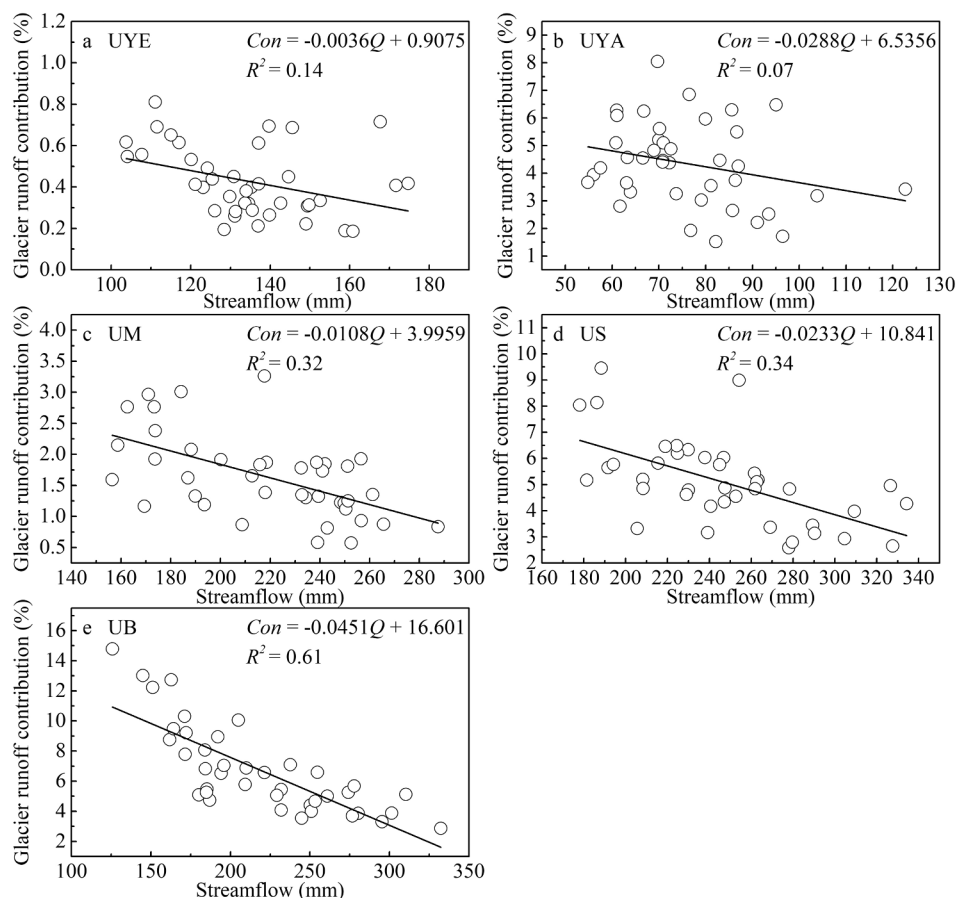 a UYE
Con = -0.0036Q + 0.9075
R² = 0.14
Glacier runoff contribution (%)
1.2
1.0
0.8
0.6
0.4
0.2
0.0
100 120 140 160 180
Streamflow (mm)
b UYA
Con = -0.0288Q + 6.5356
R² = 0.07
Glacier runoff contribution (%)
9
8
7
6
5
4
3
2
1
50 60 70 80 90 100 110 120 130
Streamflow (mm)
c UM
Con = -0.0108Q + 3.9959
R² = 0.32
Glacier runoff contribution (%)
4.0
3.5
3.0
2.5
2.0
1.5
1.0
0.5
140 160 180 200 220 240 260 280 300
Streamflow (mm)
d US
Con = -0.0233Q + 10.841
R² = 0.34
Glacier runoff contribution (%)
11
10
9
8
7
6
5
4
3
2
160 180 200 220 240 260 280 300 320 340
Streamflow (mm)
e UB
Con = -0.0451Q + 16.601
R² = 0.61
Glacier runoff contribution (%)
16
14
12
10
8
6
4
2
100 150 200 250 300 350
Streamflow (mm)